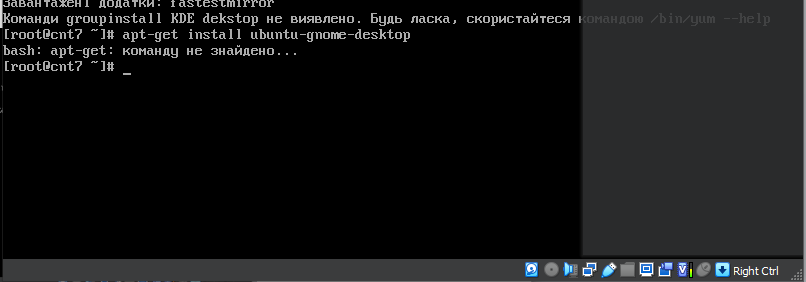 Завантажені додатки: fastestmirror
Команди groupinstall KDE dekstop не виявлено. Будь ласка, скористайтеся командою /bin/yum --help
[root@cnt7 ~]# apt-get install ubuntu-gnome-desktop
bash: apt-get: команду не знайдено...
[root@cnt7 ~]# _
Right Ctrl